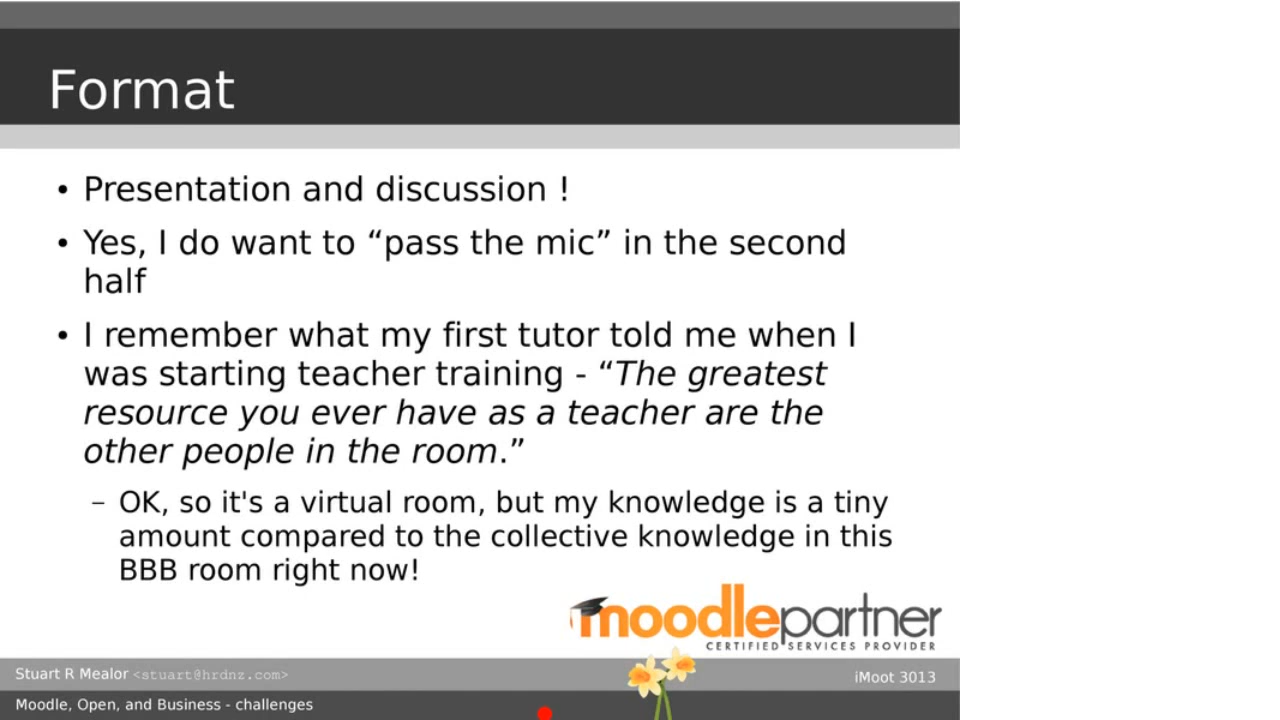 Format
• Presentation and discussion !
• Yes, I do want to “pass the mic” in the second
half
• I remember what my first tutor told me when I
was starting teacher training - “The greatest
resource you ever have as a teacher are the
other people in the room.”
– OK, so it's a virtual room, but my knowledge is a tiny
amount compared to the collective knowledge in this
BBB room right now!
moodlepartner
CERTIFIED SERVICES PROVIDER
Stuart R Mealor <stuart@hrdnz.com>
iMoot 3013
Moodle, Open, and Business - challenges